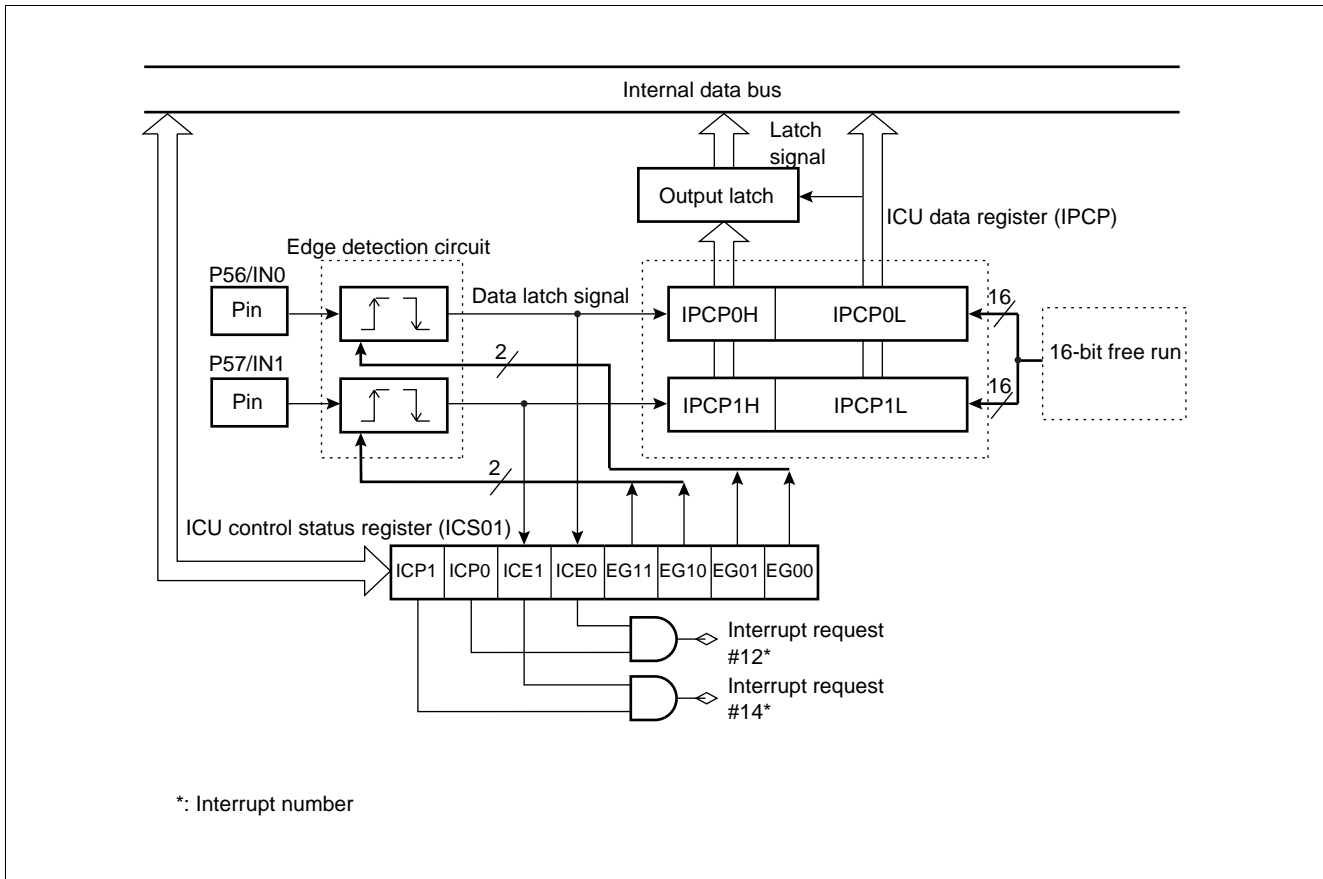 Internal data bus
Latch
signal
Output latch
ICU data register (IPCP)
Edge detection circuit
P56/IN0
Pin
Data latch signal
IPCP0H
IPCP0L
16
16-bit free run
2
P57/IN1
Pin
IPCP1H
IPCP1L
16
2
ICU control status register (ICS01)
ICP1
ICP0
ICE1
ICE0
EG11
EG10
EG01
EG00
Interrupt request
#12*
Interrupt request
#14*
*: Interrupt number